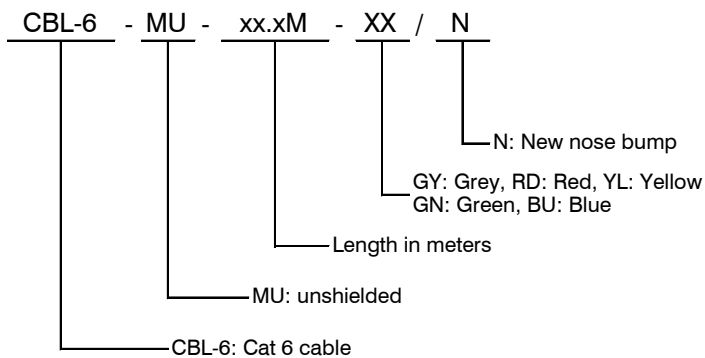 CBL-6 - MU - xx.xM - XX / N
N: New nose bump
GY: Grey, RD: Red, YL: Yellow
GN: Green, BU: Blue
Length in meters
MU: unshielded
CBL-6: Cat 6 cable